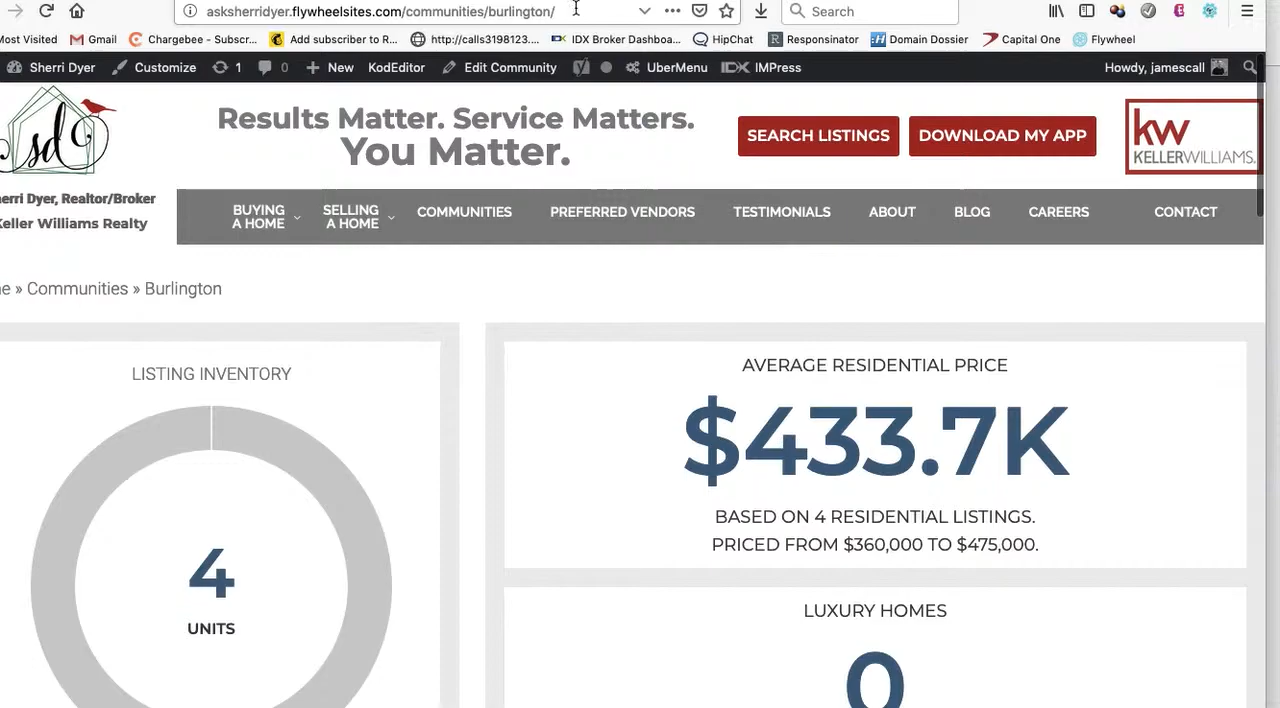 asksherridyer.flywheelsites.com/communities/burlington/
Search
Most Visited
Gmail
Chargebee - Subscr...
Add subscriber to R...
http://calls3198123....
IDX Broker Dashboa...
HipChat
Responsinator
Domain Dossier
Capital One
Flywheel
Sherri Dyer
Customize
1
0
New
KodEditor
Edit Community
UberMenu
IDX IMPress
Howdy, jamescall
sd
Results Matter. Service Matters.
You Matter.
SEARCH LISTINGS
DOWNLOAD MY APP
kw
KELLERWILLIAMS.
herri Dyer, Realtor/Broker
Keller Williams Realty
BUYING
A HOME
SELLING
A HOME
COMMUNITIES
PREFERRED VENDORS
TESTIMONIALS
ABOUT
BLOG
CAREERS
CONTACT
e » Communities » Burlington
LISTING INVENTORY
4
UNITS
AVERAGE RESIDENTIAL PRICE
$433.7K
BASED ON 4 RESIDENTIAL LISTINGS.
PRICED FROM $360,000 TO $475,000.
LUXURY HOMES
0